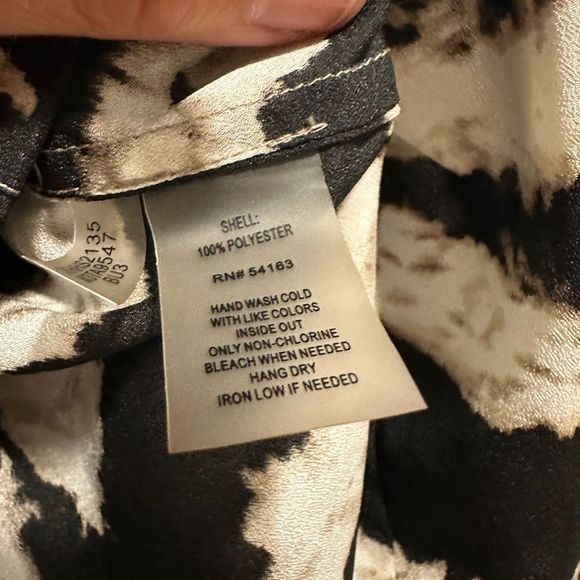 SHELL:
100% POLYESTER
RN# 54163
HAND WASH COLD
WITH LIKE COLORS
INSIDE OUT
ONLY NON-CHLORINE
BLEACH WHEN NEEDED
HANG DRY
IRON LOW IF NEEDED
BU3